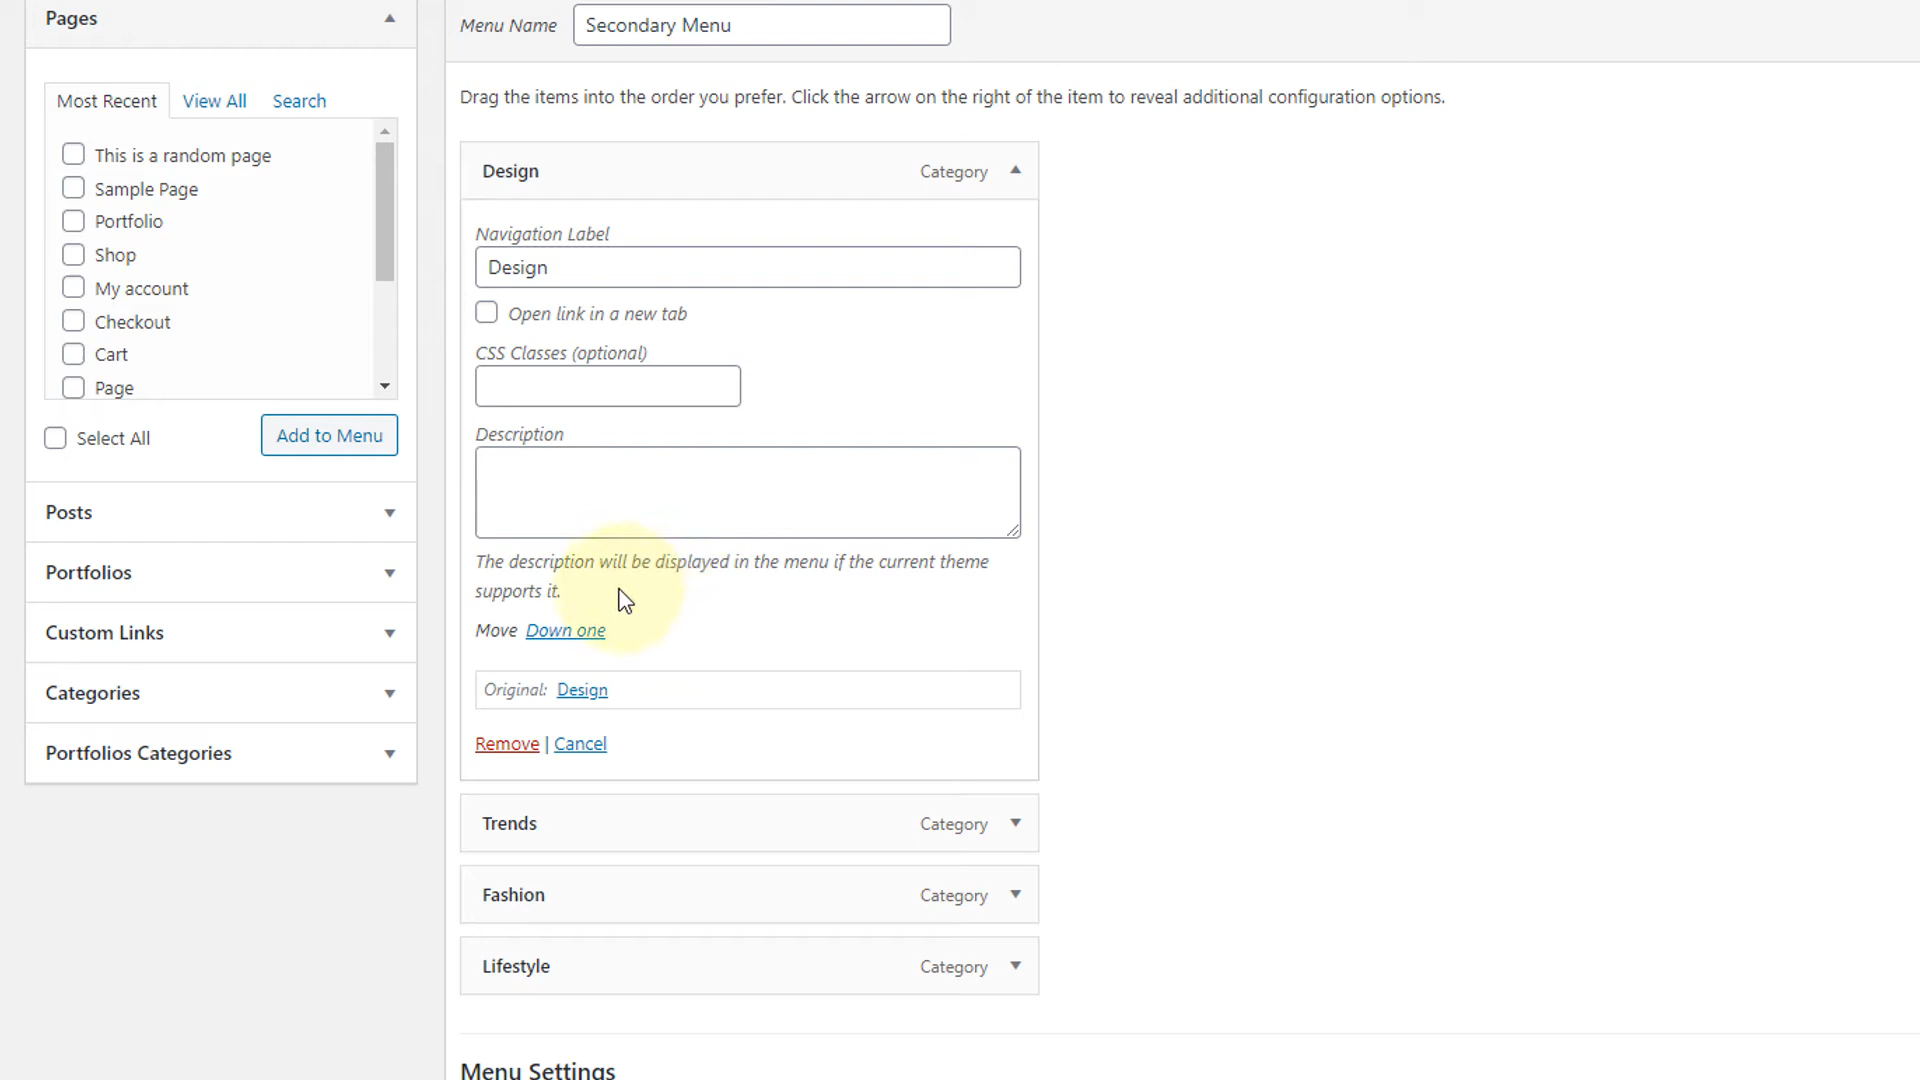 Pages
Most Recent
View All
Search
This is a random page
Sample Page
Portfolio
Shop
My account
Checkout
Cart
Page
Select All
Add to Menu
Posts
Portfolios
Custom Links
Categories
Portfolios Categories
Menu Name
Secondary Menu
Drag the items into the order you prefer. Click the arrow on the right of the item to reveal additional configuration options.
Design Category
Navigation Label
Design
Open link in a new tab
CSS Classes (optional)
Description
The description will be displayed in the menu if the current theme
supports it.
Move Down one
Original: Design
Remove | Cancel
Trends Category
Fashion Category
Lifestyle Category
Menu Settings